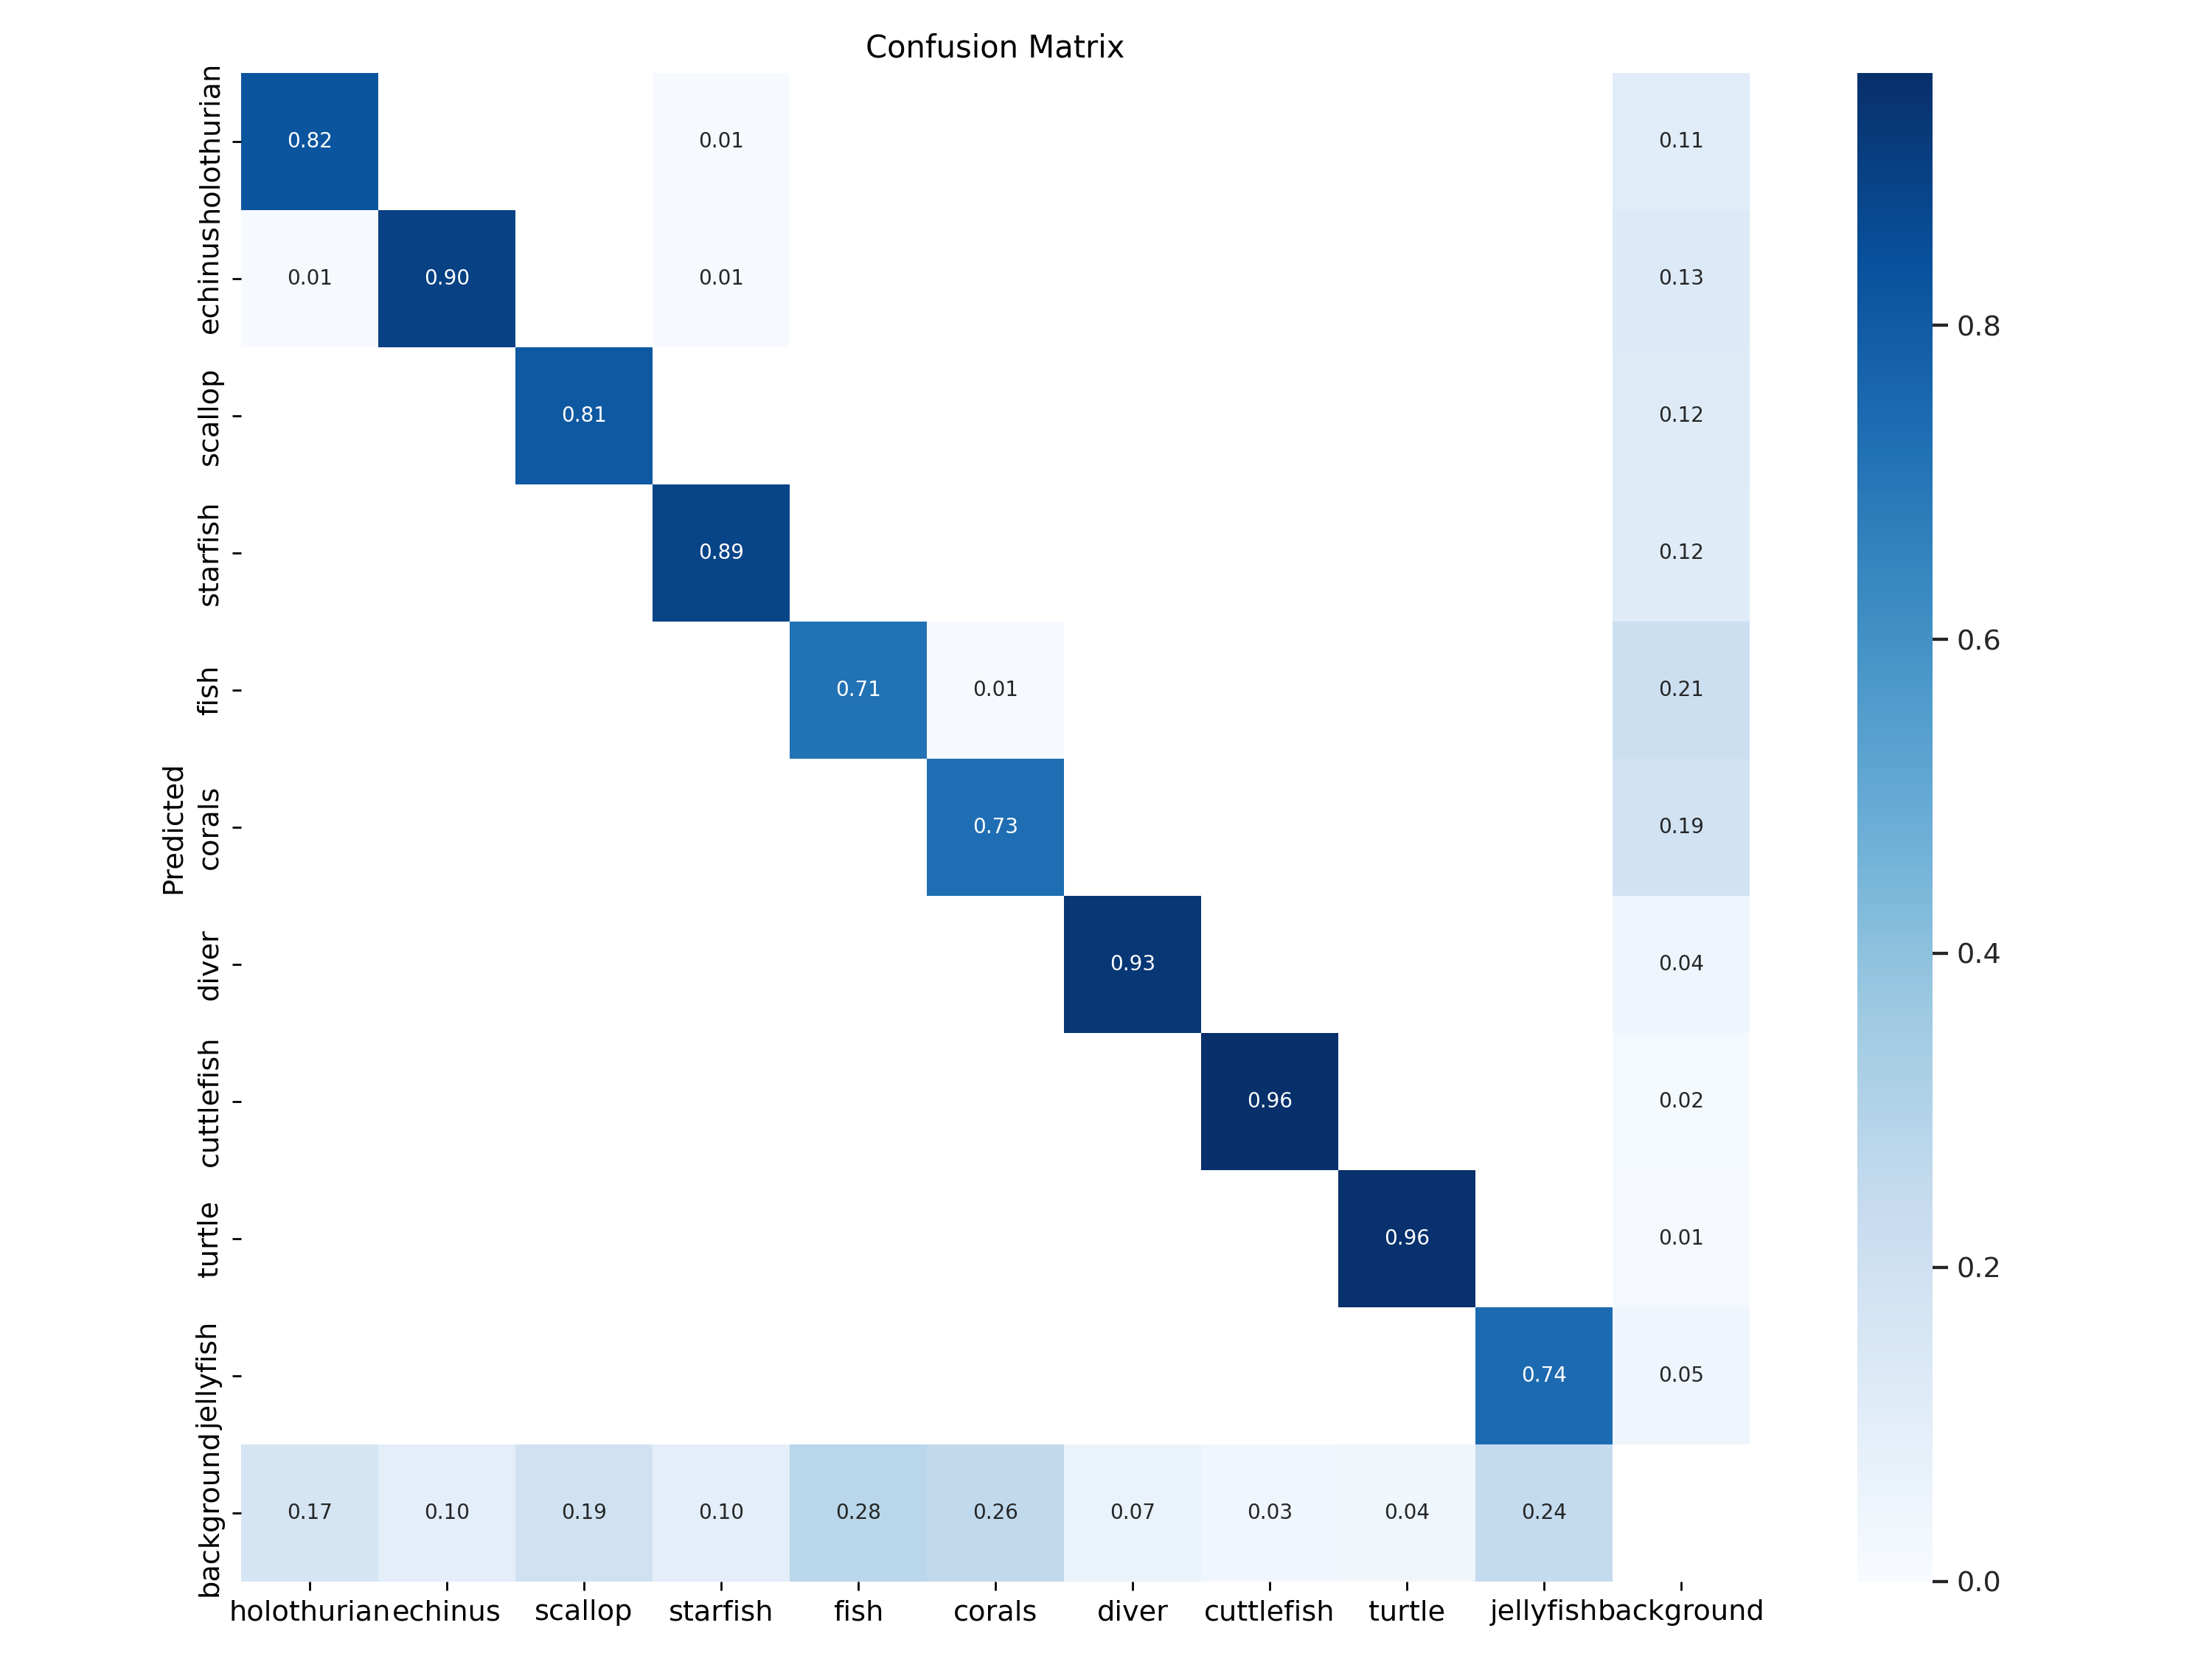 Confusion Matrix
holothurian
0.82
0.01
0.11
echinus
0.01
0.90
0.01
0.13
0.8
scallop
0.81
0.12
starfish
0.89
0.12
0.6
fish
0.71
0.01
0.21
Predicted
corals
0.73
0.19
diver
0.93
0.04
0.4
cuttlefish
0.96
0.02
turtle
0.96
0.01
0.2
jellyfish
0.74
0.05
background
0.17
0.10
0.19
0.10
0.28
0.26
0.07
0.03
0.04
0.24
0.0
holothurian
echinus
scallop
starfish
fish
corals
diver
cuttlefish
turtle
jellyfish
background